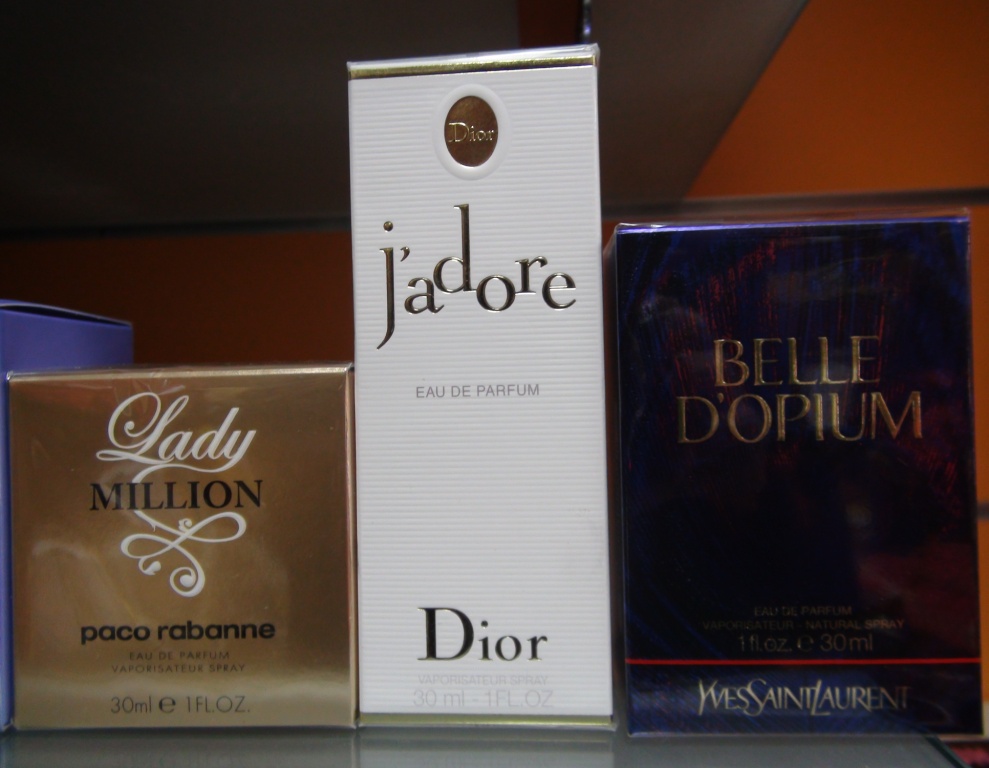 Lady
MILLION
paco rabanne
EAU DE PARFUM
VAPORISATEUR SPRAY
30ml e 1FL.OZ.
Dior
j'adore
EAU DE PARFUM
Dior
VAPORISATEUR SPRAY
30 ml - 1FL.OZ
BELLE
D'OPIUM
EAU DE PARFUM
VAPORISATEUR - NATURAL SPRAY
1fl.oz. e 30ml
YVESSAINTLAURENT